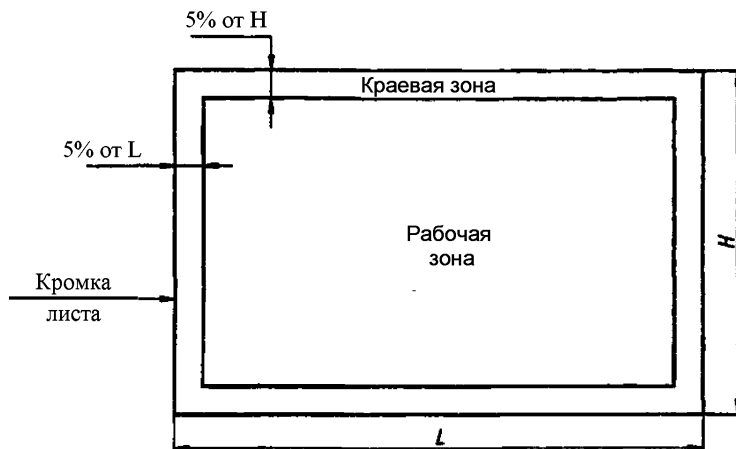 5% от H
Краевая зона
5% от L
Рабочая
зона
H
Кромка
листа
L